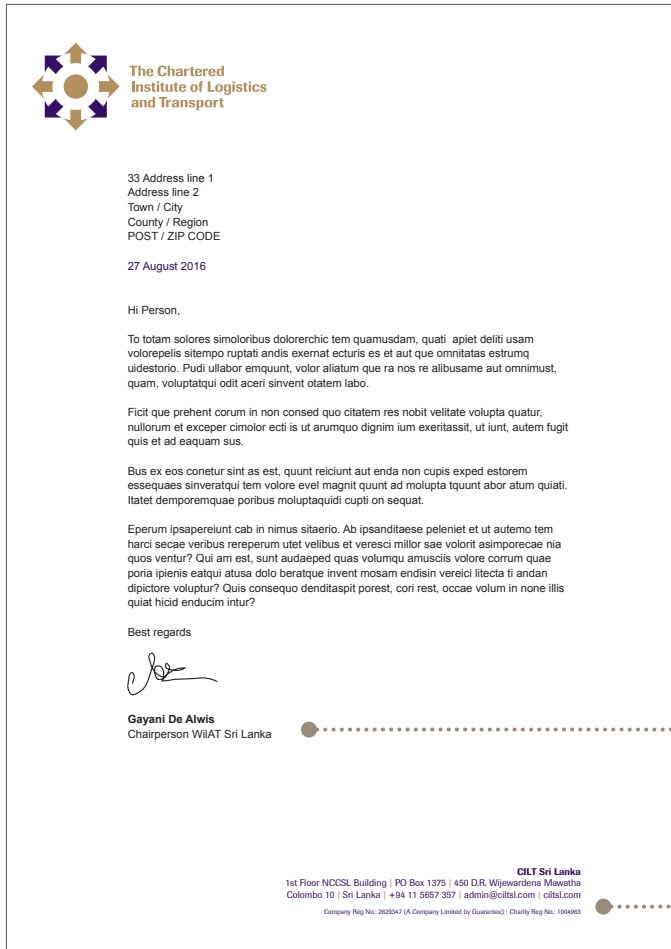 The Chartered
Institute of Logistics
and Transport
33 Address line 1
Address line 2
Town / City
County / Region
POST / ZIP CODE
27 August 2016
Hi Person,
To totam solores simoloribus dolorerchic tem quamusdam, quati apiet deliti usam
volorepelis sitempo ruptati andis exernat ecturis es et aut que omnitatas estrumq
uidestorio. Pudi ullabor emquunt, volor aliatum que ra nos re alibusame aut omnimust,
quam, voluptatqui odit aceri sinvent otatem labo.
Ficit que prehent corum in non consed quo citatem res nobit velitate volupta quatur,
nullorum et exceper cimolor ecti is ut arumquo dignim ium exeritassit, ut iunt, autem fugit
quis et ad eaquam sus.
Bus ex eos conetur sint as est, quunt reiciunt aut enda non cupis exped estorem
essequaes sinveratqui tem volore evel magnit quunt ad molupta tquunt abor atum quiati.
Itatet demporemquae poribus moluptaquidi cupti on sequat.
Eperum ipsapereiunt cab in nimus sitaerio. Ab ipsanditaese peleniet et ut autemo tem
harci secae veribus rereperum utet velibus et veresci millor sae volorit asimporecae nia
quos ventur? Qui am est, sunt audaeped quas volumqu amusciis volore corrum quae
poria ipienis eatqui atusa dolo beratque invent mosam endisin vereici litecta ti andan
dipictore voluptur? Quis consequo denditaspit porest, cori rest, occae volum in none illis
quiat hicid enducim intur?
Best regards
Gayani De Alwis
Chairperson WilAT Sri Lanka
CILT Sri Lanka
1st Floor NCCSL Building | PO Box 1375 | 450 D.R. Wijewardena Mawatha
Colombo 10 | Sri Lanka | +94 11 5657 357 | admin@ciltsl.com | ciltsl.com
Company Reg No.: 2629347 (A Company Limited by Guarantee) | Charity Reg No.: 1004963